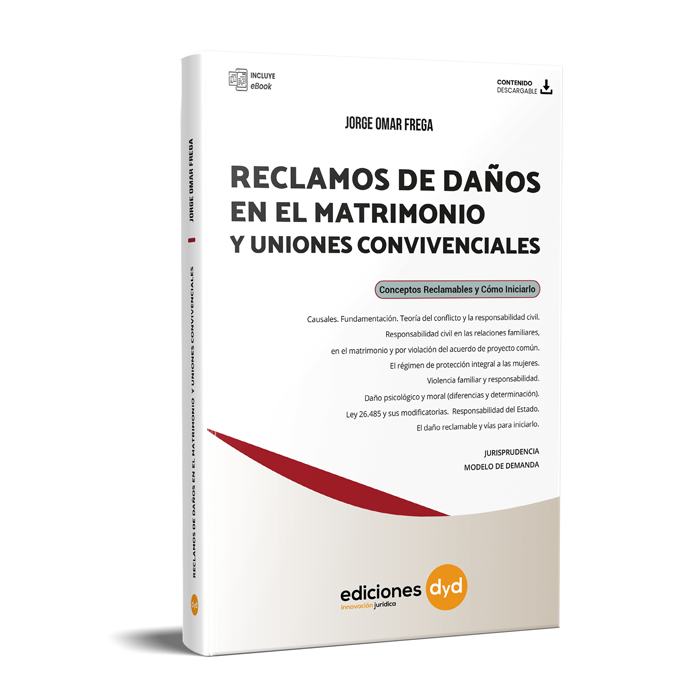 INCLUYE
eBook
CONTENIDO
DESCARGABLE
JORGE OMAR FREGA
RECLAMOS DE DAÑOS
EN EL MATRIMONIO
Y UNIONES CONVIVENCIALES
Conceptos Reclamables y Cómo Iniciarlo
Causales. Fundamentación. Teoría del conflicto y la responsabilidad civil.
Responsabilidad civil en las relaciones familiares,
en el matrimonio y por violación del acuerdo de proyecto común.
El régimen de protección integral a las mujeres.
Violencia familiar y responsabilidad.
Daño psicológico y moral (diferencias y determinación).
Ley 26.485 y sus modificatorias. Responsabilidad del Estado.
El daño reclamable y vías para iniciarlo.
JURISPRUDENCIA
MODELO DE DEMANDA
ediciones dyd
innovación jurídica
JORGE OMAR FREGA
RECLAMOS DE DAÑOS EN EL MATRIMONIO Y UNIONES CONVIVENCIALES
dyd